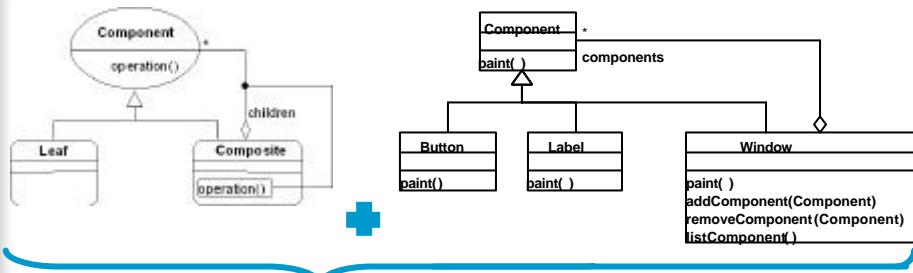 Component
*
operation()
children
Leaf
Composite
operation()
Component
*
components
paint( )
Button
paint()
Label
paint( )
Window
paint( )
addComponent(Component)
removeComponent(Component)
listComponent( )